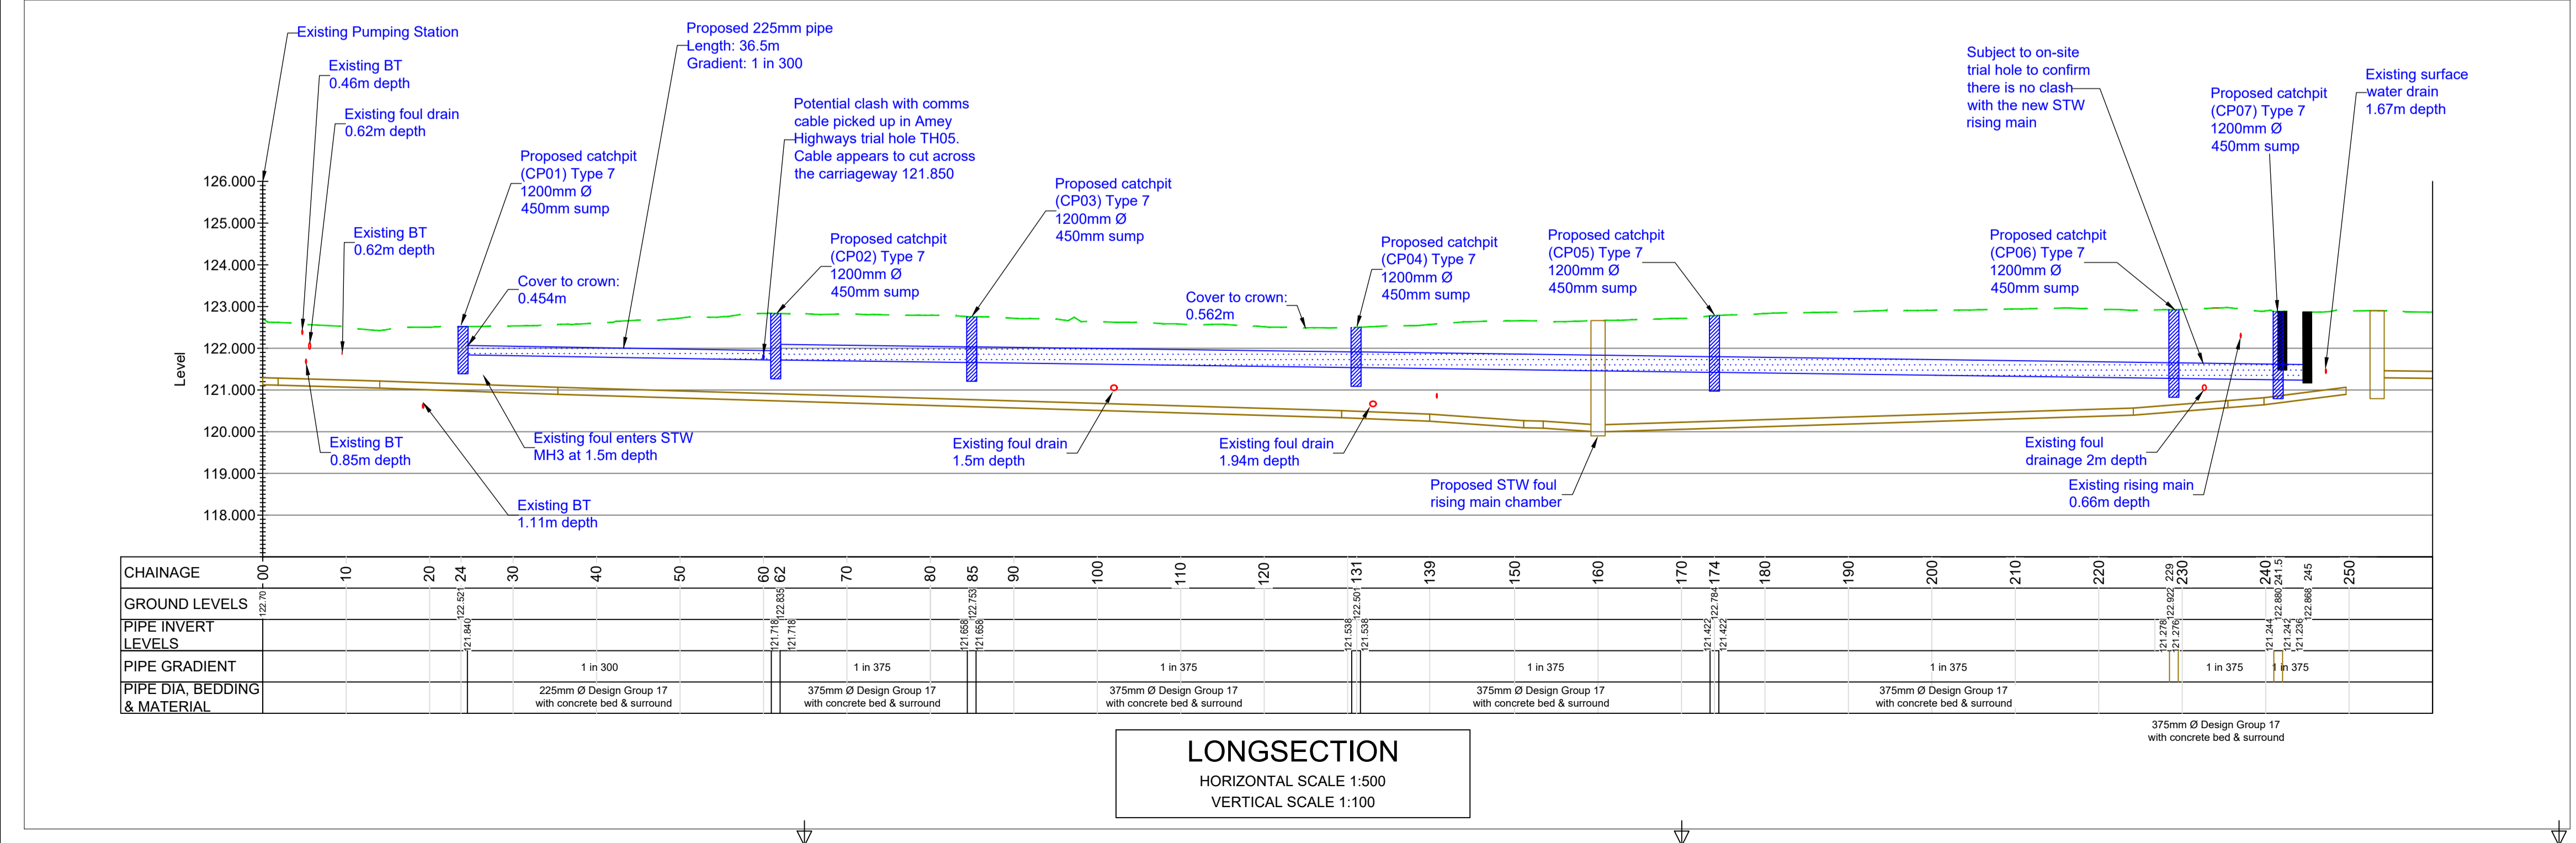 Existing Pumping Station
Existing BT
0.46m depth
Existing foul drain
0.62m depth
Existing BT
0.62m depth
Proposed catchpit
(CP01) Type 7
1200mm Ø
450mm sump
Cover to crown:
0.454m
Proposed 225mm pipe
Length: 36.5m
Gradient: 1 in 300
Potential clash with comms
cable picked up in Amey
Highways trial hole TH05.
Cable appears to cut across
the carriageway 121.850
Proposed catchpit
(CP02) Type 7
1200mm Ø
450mm sump
Proposed catchpit
(CP03) Type 7
1200mm Ø
450mm sump
Cover to crown:
0.562m
Proposed catchpit
(CP04) Type 7
1200mm Ø
450mm sump
Proposed catchpit
(CP05) Type 7
1200mm Ø
450mm sump
Subject to on-site
trial hole to confirm
there is no clash
with the new STW
rising main
Proposed catchpit
(CP06) Type 7
1200mm Ø
450mm sump
Proposed catchpit
(CP07) Type 7
1200mm Ø
450mm sump
Existing surface
water drain
1.67m depth
Level
126.000
125.000
124.000
123.000
122.000
121.000
120.000
119.000
118.000
Existing BT
0.85m depth
Existing BT
1.11m depth
Existing foul enters STW
MH3 at 1.5m depth
Existing foul drain
1.5m depth
Existing foul drain
1.94m depth
Proposed STW foul
rising main chamber
Existing foul
drainage 2m depth
Existing rising main
0.66m depth
CHAINAGE 00 10 20 24 30 40 50 60 62 70 80 85 90 100 110 120 131 139 150 160 170 174 180 190 200 210 220 229 230 240 241.5 245 250
GROUND LEVELS 122.70 122.521 122.835 122.753 122.501 122.784 122.922 122.880 122.868
PIPE INVERT
LEVELS
121.840 121.718 121.718 121.658 121.658 121.538 121.538 121.422 121.422 121.278 121.276 121.244 121.242 121.236
PIPE GRADIENT 1 in 300 1 in 375 1 in 375 1 in 375 1 in 375 1 in 375 1 in 375
PIPE DIA, BEDDING
& MATERIAL
225mm Ø Design Group 17
with concrete bed & surround
375mm Ø Design Group 17
with concrete bed & surround
375mm Ø Design Group 17
with concrete bed & surround
375mm Ø Design Group 17
with concrete bed & surround
375mm Ø Design Group 17
with concrete bed & surround
375mm Ø Design Group 17
with concrete bed & surround
LONGSECTION
HORIZONTAL SCALE 1:500
VERTICAL SCALE 1:100